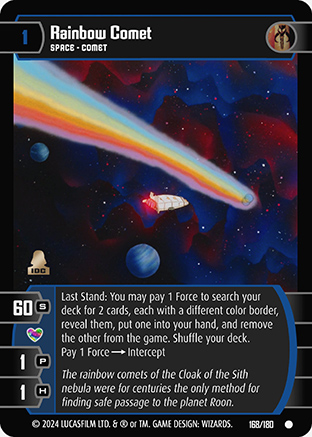 1
Rainbow Comet
SPACE - COMET
IDC
60 S
Last Stand: You may pay 1 Force to search your
deck for 2 cards, each with a different color border,
reveal them, put one into your hand, and remove
the other from the game. Shuffle your deck.
1 P
Pay 1 Force → Intercept
1 H
The rainbow comets of the Cloak of the Sith
nebula were for centuries the only method for
finding safe passage to the planet Roon.
© 2024 LUCASFILM LTD. & ® OR TM. GAME DESIGN: WIZARDS.
168/180